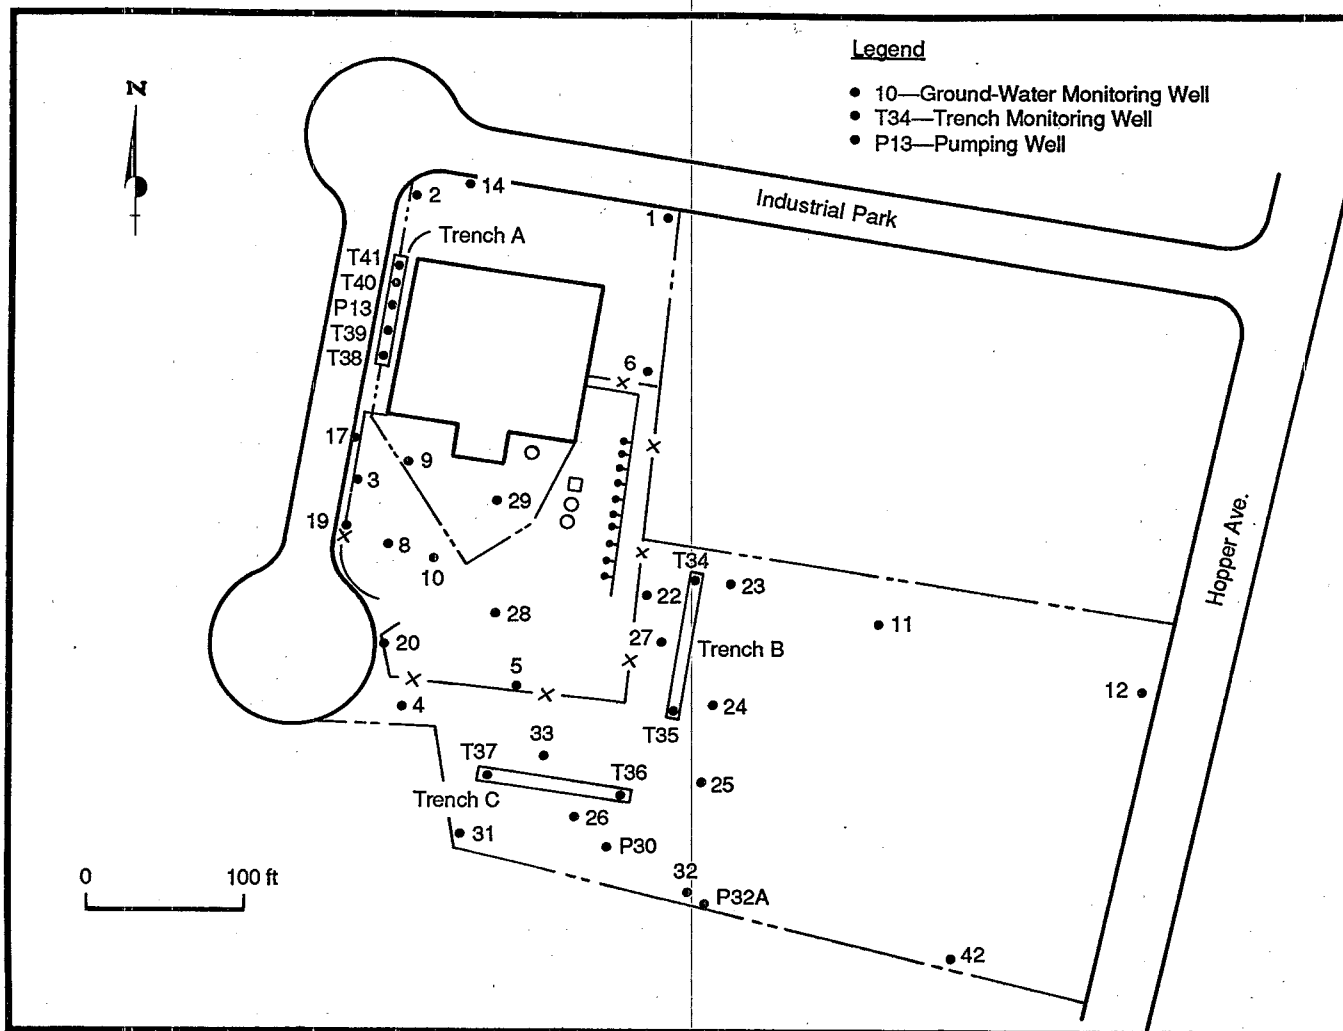 Legend
10—Ground-Water Monitoring Well
T34—Trench Monitoring Well
P13—Pumping Well
N
Industrial Park
Hopper Ave.
2
14
1
Trench A
T41
T40
P13
T39
T38
6
17
9
3
29
19
8
10
T34
23
22
28
11
27
Trench B
20
5
12
4
24
T35
33
T37
T36
25
Trench C
26
31
P30
32
P32A
42
0 100 ft